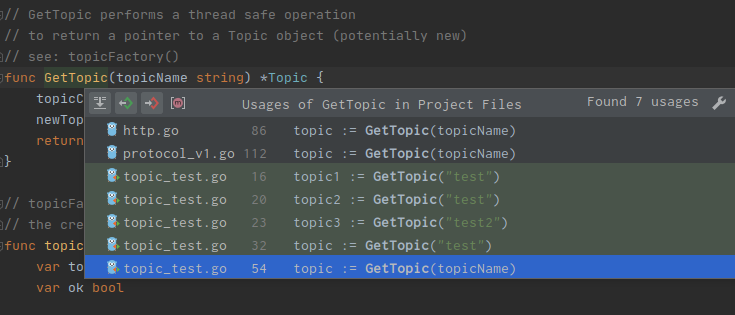 // GetTopic performs a thread safe operation
// to return a pointer to a Topic object (potentially new)
// see: topicFactory()
func GetTopic(topicName string) *Topic {
topicC
Usages of GetTopic in Project Files Found 7 usages
newTop
http.go 86 topic := GetTopic(topicName)
return
protocol_v1.go 112 topic := GetTopic(topicName)
}
topic_test.go 16 topic1 := GetTopic("test")
topic_test.go 20 topic2 := GetTopic("test")
// topicFa
topic_test.go 23 topic3 := GetTopic("test2")
// the cre
topic_test.go 32 topic := GetTopic("test")
func topic
topic_test.go 54 topic := GetTopic(topicName)
var to
var ok bool